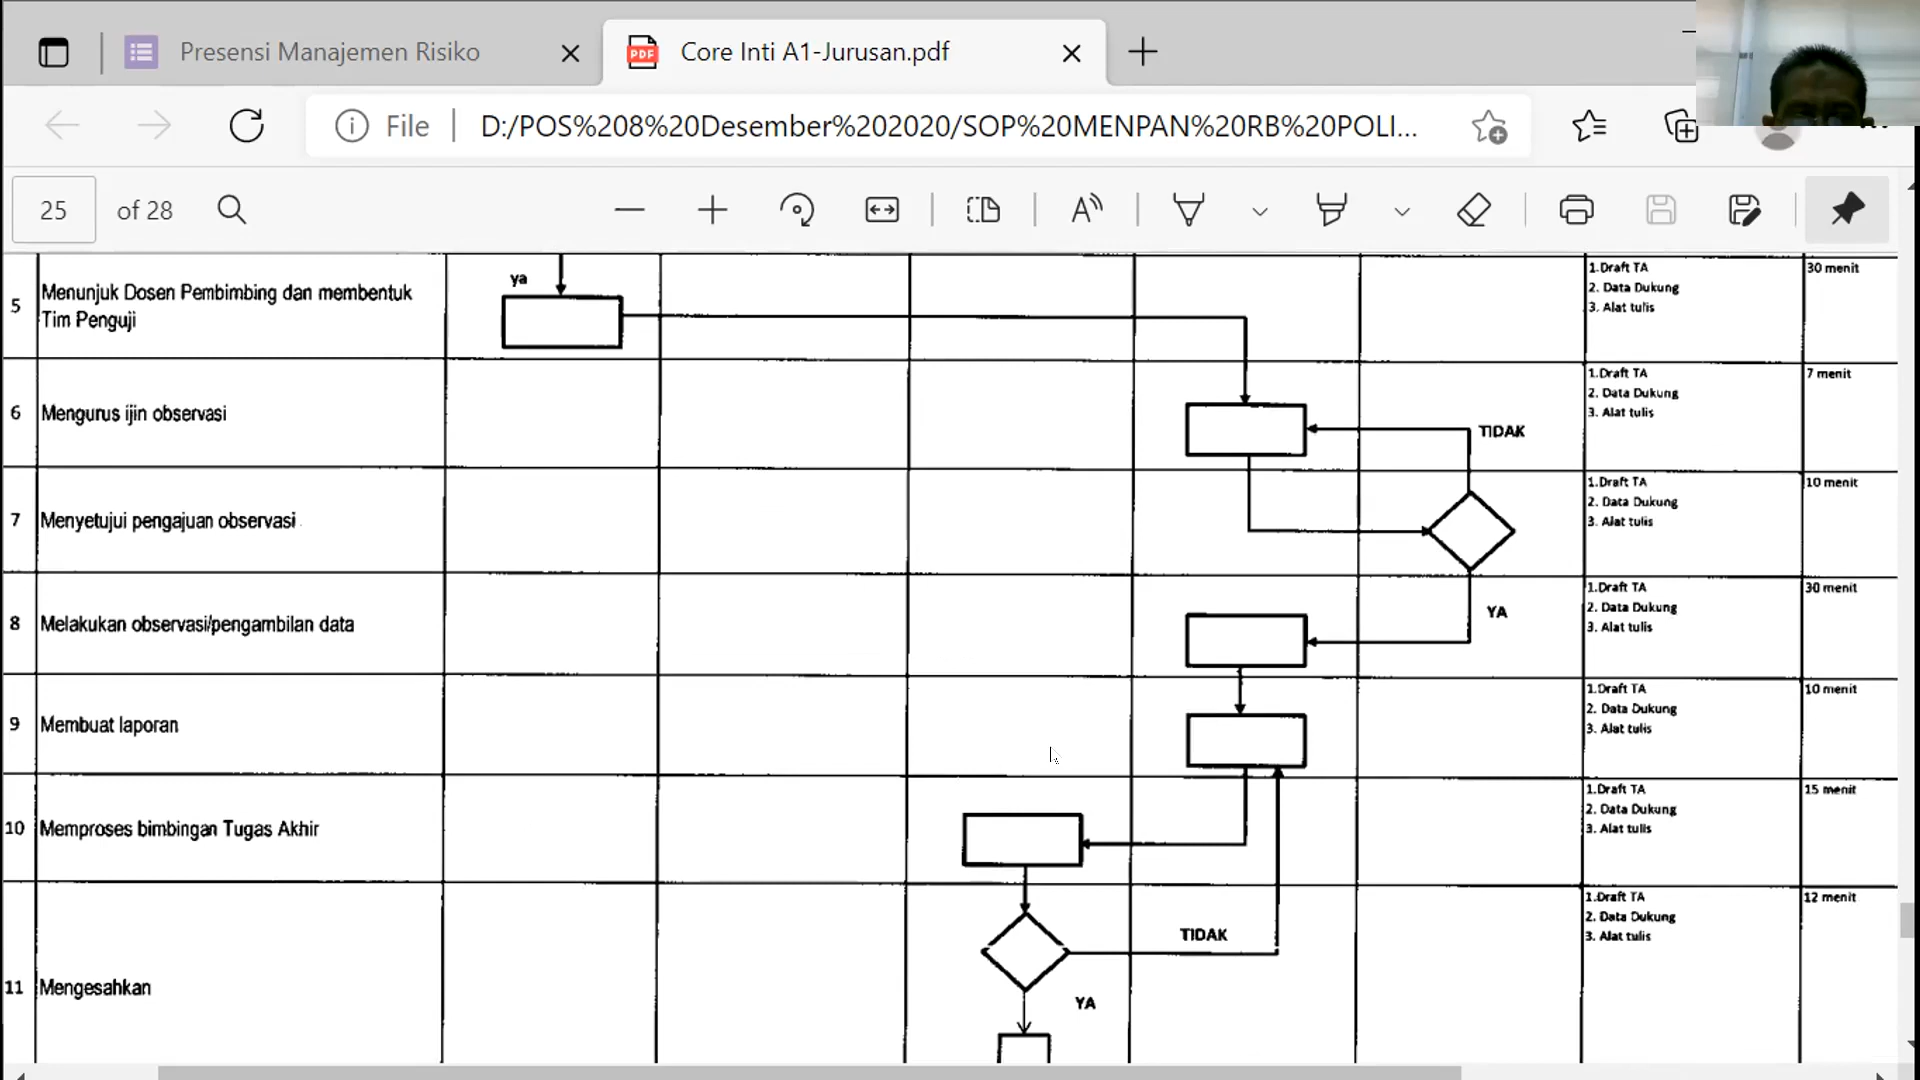 Presensi Manajemen Risiko
PDF
Core Inti A1-Jurusan.pdf
File
D:/POS%208%20Desember%202020/SOP%20MENPAN%20RB%20POLI...
25 of 28
5 Menunjuk Dosen Pembimbing dan membentuk
Tim Penguji
ya
1.Draft TA
2. Data Dukung
3. Alat tulis
30 menit
6 Mengurus ijin observasi
TIDAK
1.Draft TA
2. Data Dukung
3. Alat tulis
7 menit
7 Menyetujui pengajuan observasi
1.Draft TA
2. Data Dukung
3. Alat tulis
10 menit
8 Melakukan observasi/pengambilan data
YA
1.Draft TA
2. Data Dukung
3. Alat tulis
30 menit
9 Membuat laporan
1.Draft TA
2. Data Dukung
3. Alat tulis
10 menit
10 Memproses bimbingan Tugas Akhir
1.Draft TA
2. Data Dukung
3. Alat tulis
15 menit
11 Mengesahkan
TIDAK
YA
1.Draft TA
2. Data Dukung
3. Alat tulis
12 menit